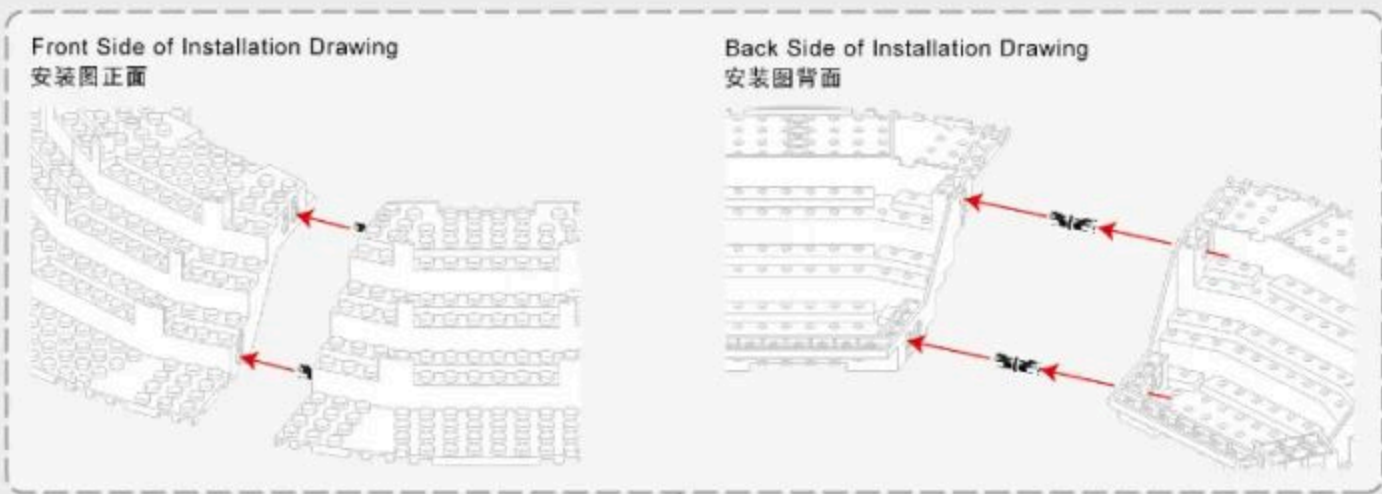 Front Side of Installation Drawing
安装图正面
Back Side of Installation Drawing
安装图背面